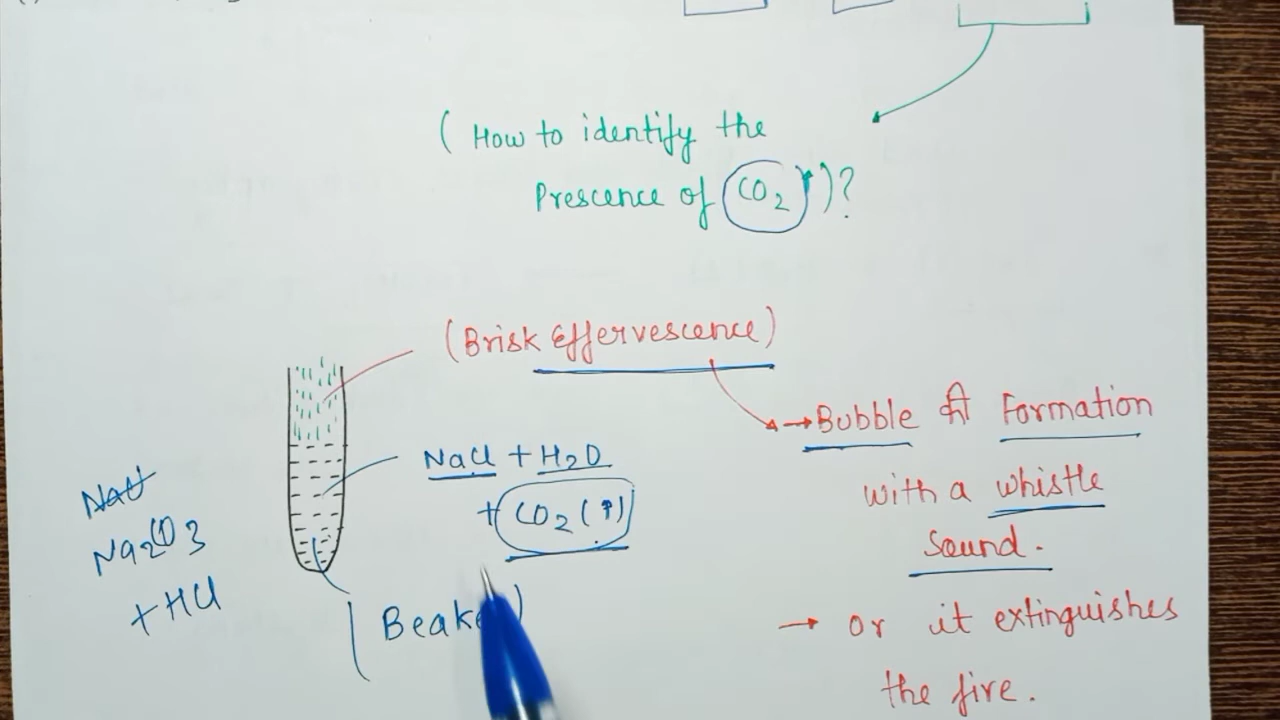 ( How to identify the
Prescence of CO2 ↑ ) ?
(Brisk Effervescence)
→ Bubble की Formation
with a whistle
Sound.
→ or it extinguishes
the fire.
NaCl + H2O
+ CO2 (↑)
Na2CO3
+ HCl
(Beaker)